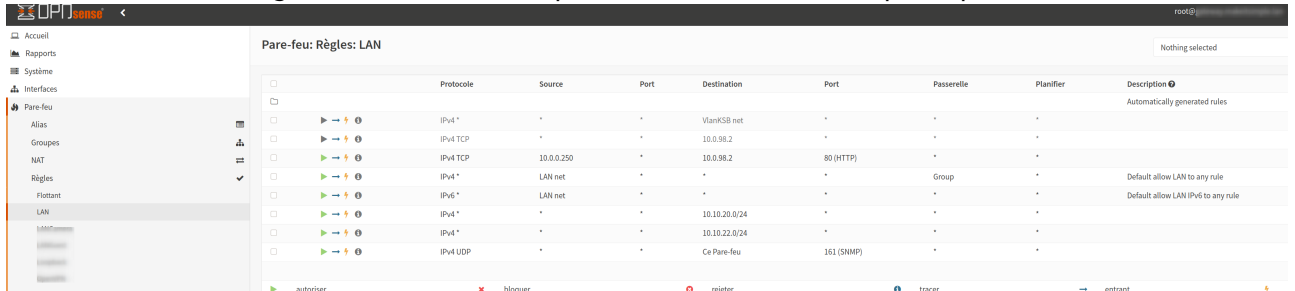 OPNsense
root@
Accueil
Rapports
Système
Interfaces
Pare-feu
Alias
Groupes
NAT
Règles
Flottant
LAN
Pare-feu: Règles: LAN
Nothing selected
Protocole Source Port Destination Port Passerelle Planifier Description
Automatically generated rules
IPv4 * * * VlanKSB net * * *
IPv4 TCP * * 10.0.98.2 * * *
IPv4 TCP 10.0.0.250 * 10.0.98.2 80 (HTTP) * *
IPv4 * LAN net * * * Group * Default allow LAN to any rule
IPv6 * LAN net * * * * * Default allow LAN IPv6 to any rule
IPv4 * * * 10.10.20.0/24 * * *
IPv4 * * * 10.10.22.0/24 * * *
IPv4 UDP * * Ce Pare-feu 161 (SNMP) * *
autoriser bloquer rejeter tracer entrant